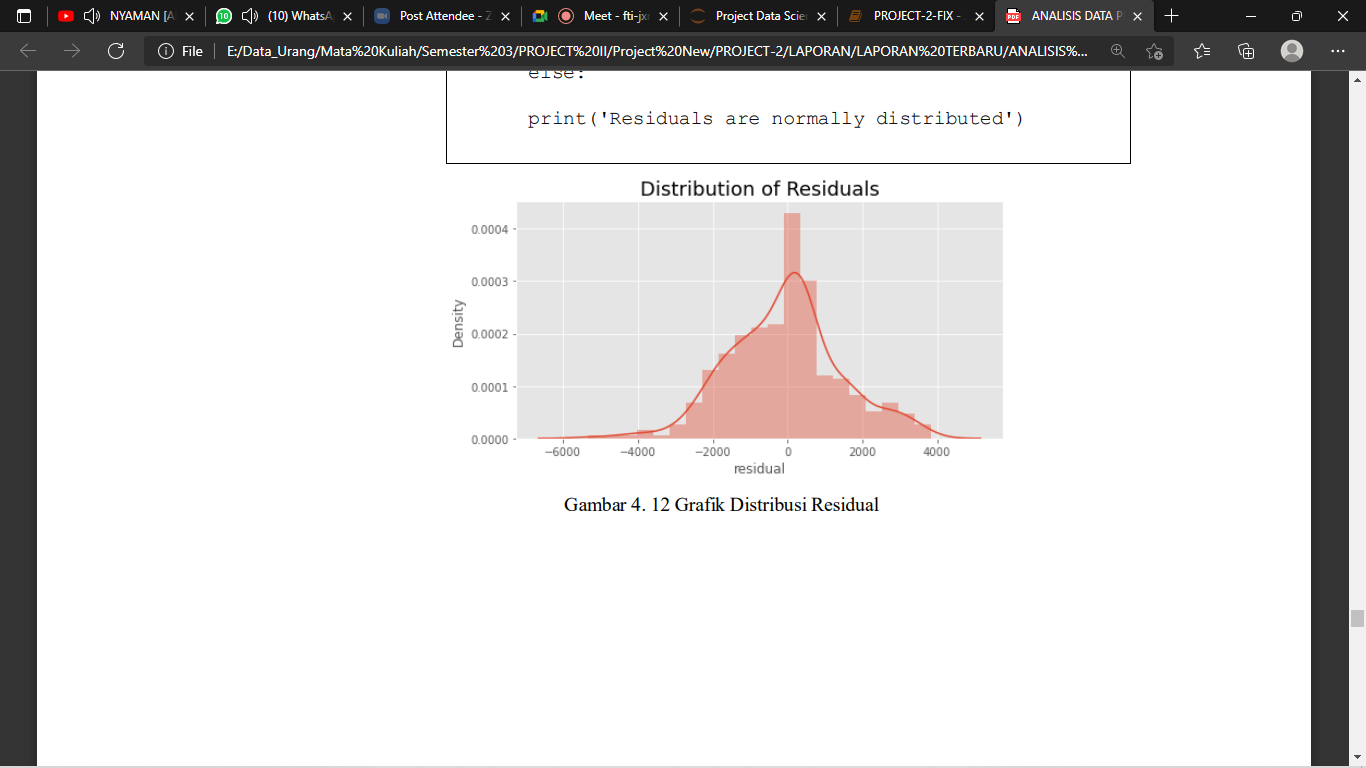 NYAMAN [A
10
(10) WhatsA
Post Attendee - Z
Meet - fti-jxr
Project Data Scie
PDF
PROJECT-2-FIX -
ANALISIS DATA P
File
E:/Data_Urang/Mata%20Kuliah/Semester%203/PROJECT%20II/Project%20New/PROJECT-2/LAPORAN/LAPORAN%20TERBARU/ANALISIS%...
else:
print('Residuals are normally distributed')
Distribution of Residuals
0.0004
0.0003
0.0002
0.0001
0.0000
Density
−6000 −4000 −2000 0 2000 4000
residual
Gambar 4. 12 Grafik Distribusi Residual